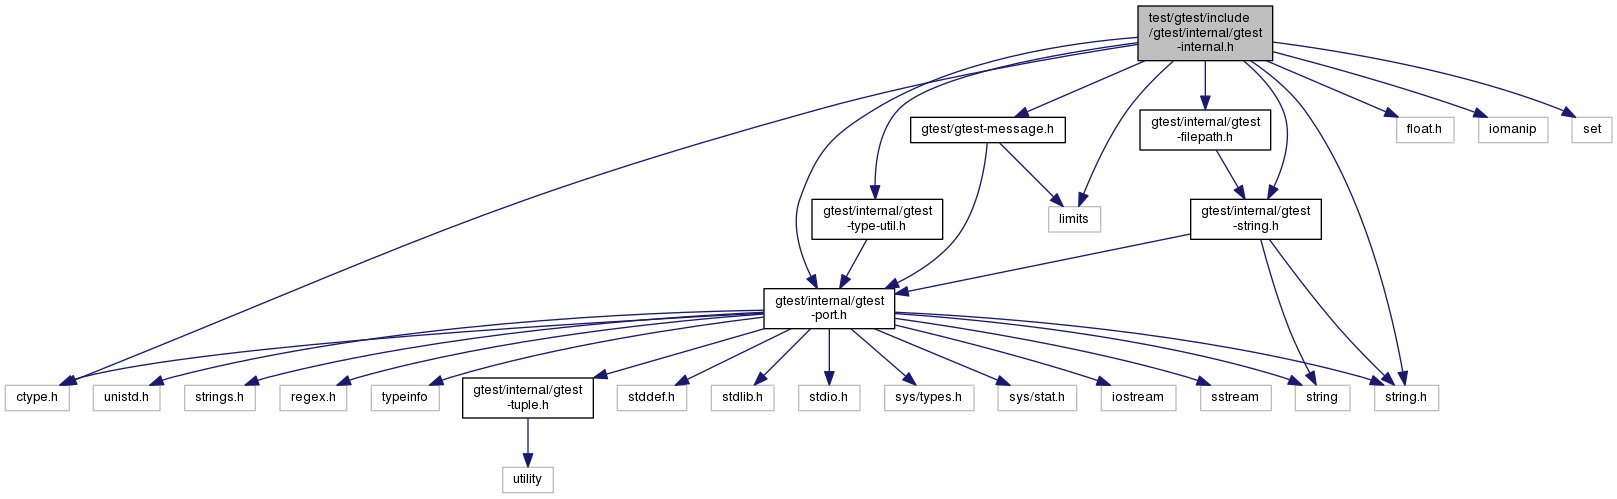 test/gtest/include
/gtest/internal/gtest
-internal.h
gtest/gtest-message.h
gtest/internal/gtest
-filepath.h
float.h
iomanip
set
gtest/internal/gtest
-type-util.h
limits
gtest/internal/gtest
-string.h
gtest/internal/gtest
-port.h
ctype.h
unistd.h
strings.h
regex.h
typeinfo
gtest/internal/gtest
-tuple.h
stddef.h
stdlib.h
stdio.h
sys/types.h
sys/stat.h
iostream
sstream
string
string.h
utility